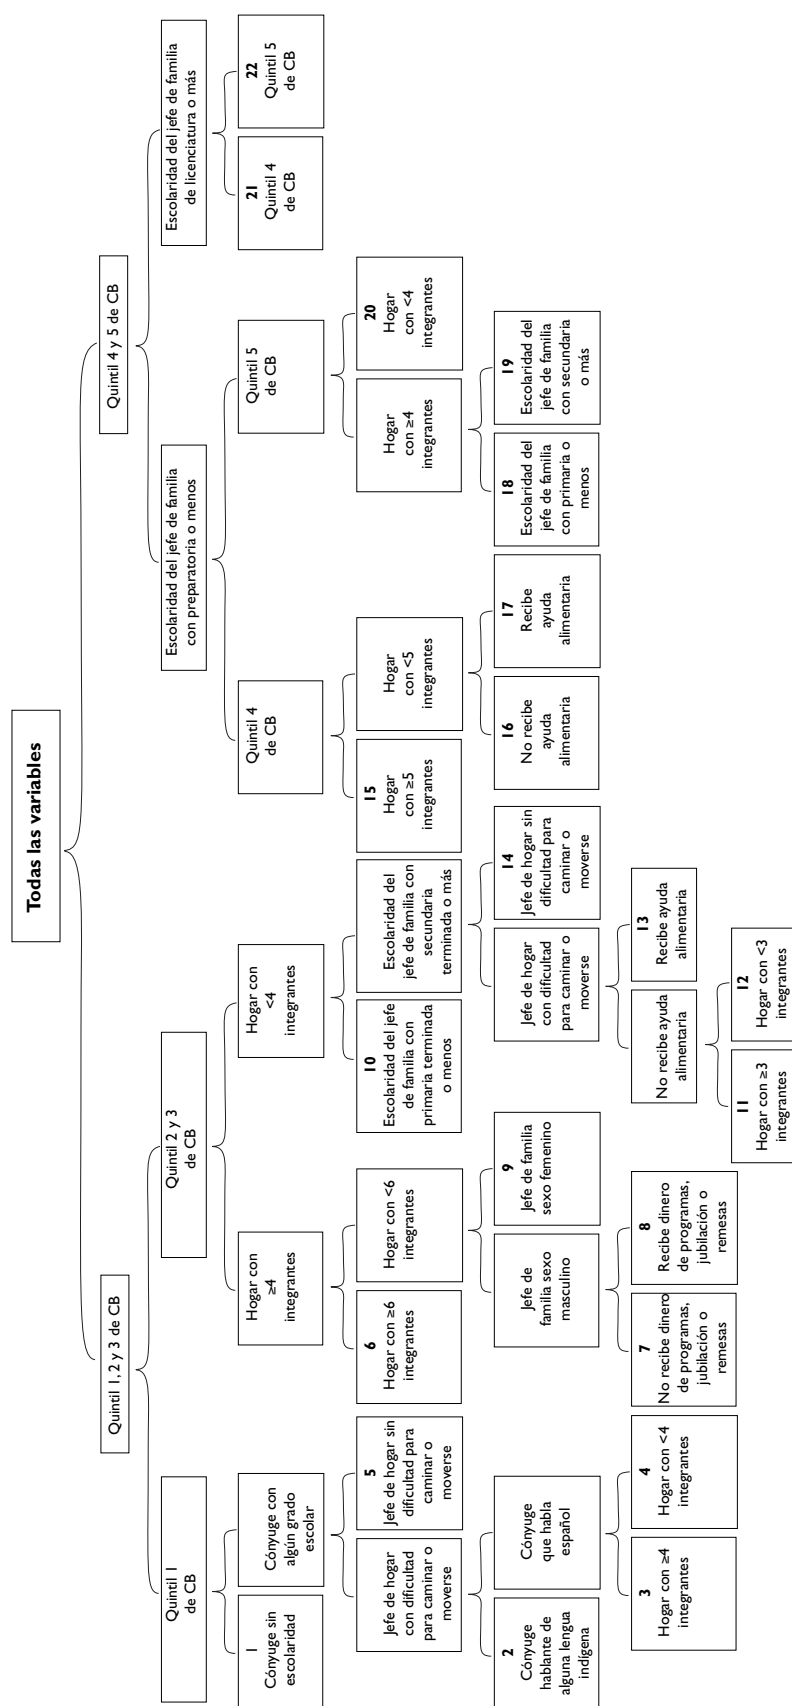 Todas las variables
Quintil 1, 2 y 3 de CB
Quintil 4 y 5 de CB
Quintil 1
de CB
Quintil 2 y 3
de CB
Escolaridad del jefe de familia
con preparatoria o menos
Escolaridad del jefe de familia
de licenciatura o más
Cónyuge sin
escolaridad
1
Cónyuge con
algún grado
escolar
Hogar con
≥4
integrantes
Hogar con
<4
integrantes
Quintil 4
de CB
Quintil 5
de CB
21
Quintil 4
de CB
22
Quintil 5
de CB
Jefe de hogar
con dificultad
para caminar o
moverse
5
Jefe de hogar sin
dificultad para
caminar o
moverse
6
Hogar con ≥6
integrantes
Hogar con <6
integrantes
10
Escolaridad del jefe
de familia con
primaria terminada
o menos
Escolaridad del
jefe de familia con
secundaria
terminada o más
15
Hogar
con ≥5
integrantes
Hogar
con <5
integrantes
Hogar
con ≥4
integrantes
20
Hogar
con <4
integrantes
2
Cónyuge
hablante de
alguna lengua
indígena
Cónyuge
que habla
español
Jefe de
familia sexo
masculino
9
Jefe de familia
sexo femenino
Jefe de hogar
con dificultad
para caminar o
moverse
14
Jefe de hogar sin
dificultad para
caminar o
moverse
16
No recibe
ayuda
alimentaria
17
Recibe
ayuda
alimentaria
18
Escolaridad del
jefe de familia
con primaria o
menos
19
Escolaridad del
jefe de familia
con secundaria
o más
3
Hogar con ≥4
integrantes
4
Hogar con <4
integrantes
7
No recibe dinero
de programas,
jubilación o
remesas
8
Recibe dinero
de programas,
jubilación o
remesas
No recibe ayuda
alimentaria
13
Recibe ayuda
alimentaria
11
Hogar con ≥3
integrantes
12
Hogar con <3
integrantes